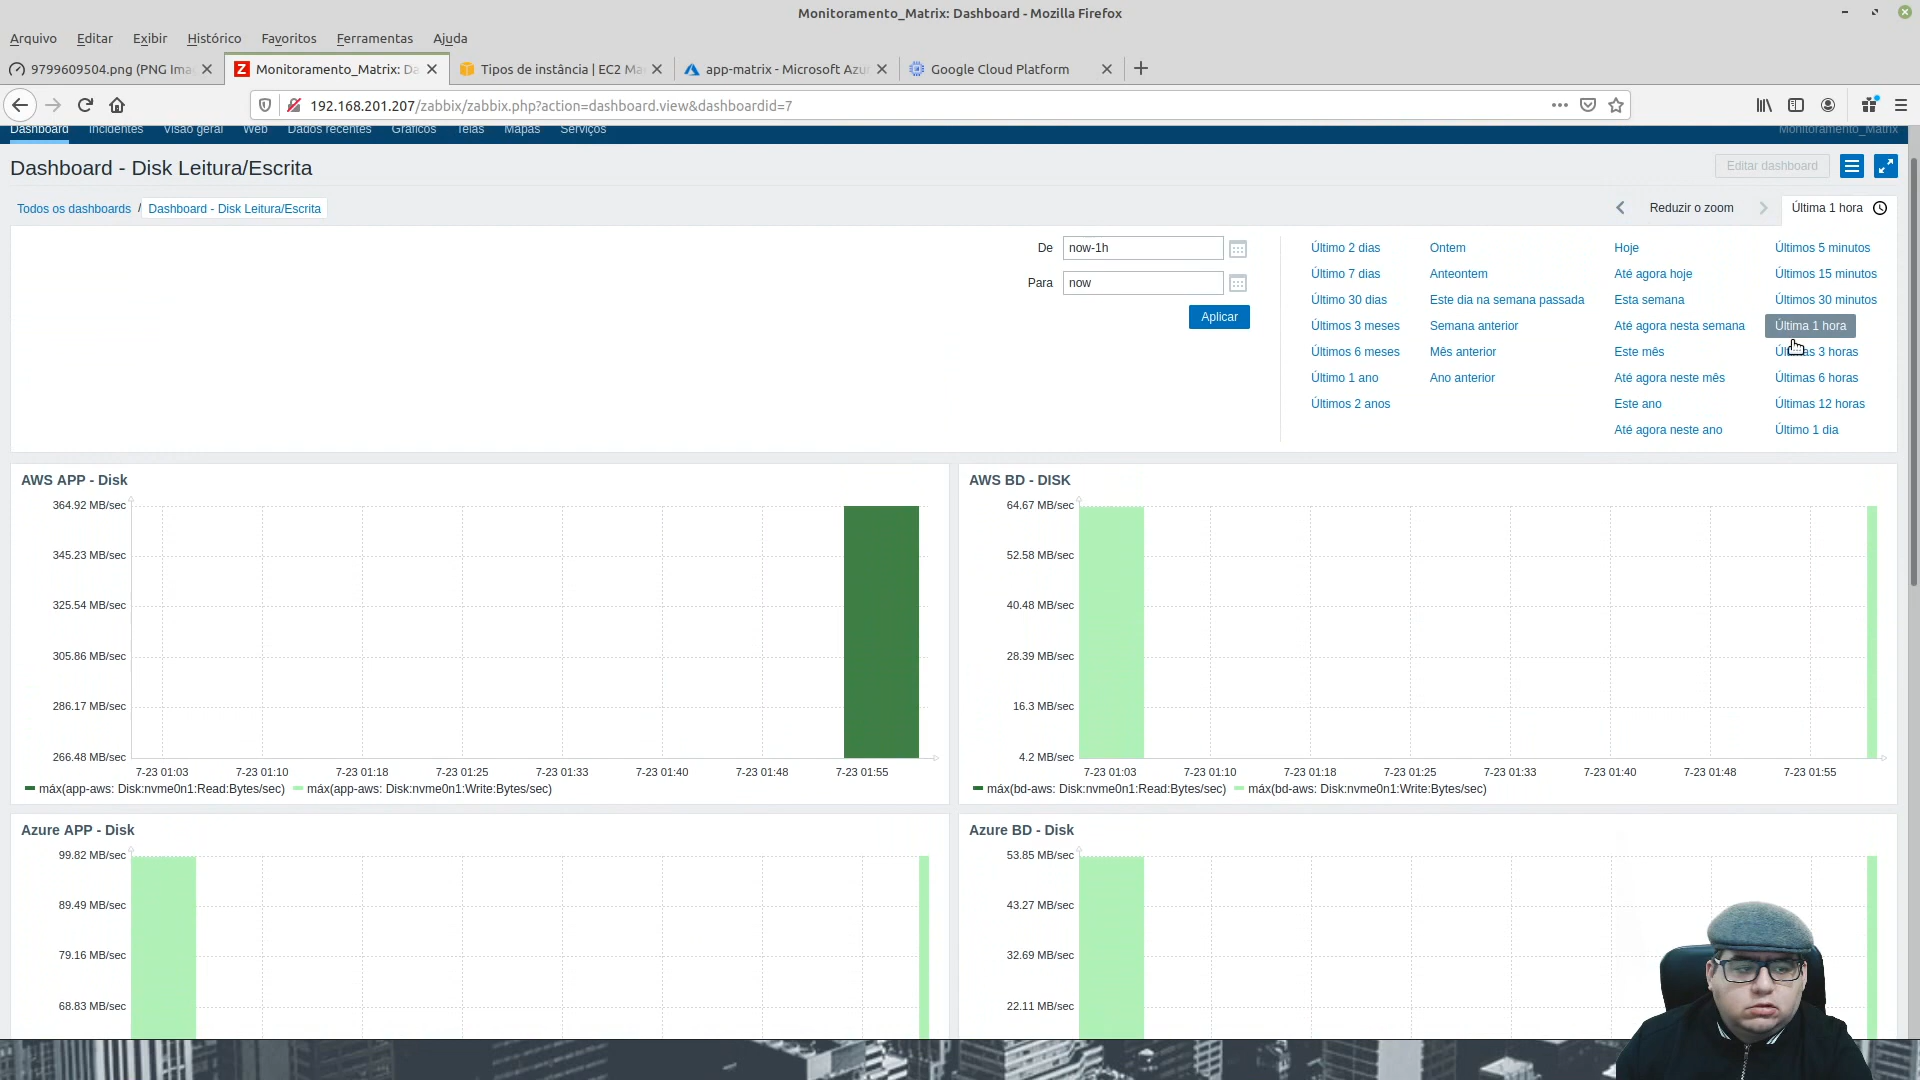 Monitoramento_Matrix: Dashboard - Mozilla Firefox
Arquivo Editar Exibir Histórico Favoritos Ferramentas Ajuda
9799609504.png (PNG Ima
Monitoramento_Matrix: Da
Tipos de instância | EC2 Ma
app-matrix - Microsoft Azu
Google Cloud Platform
192.168.201.207/zabbix/zabbix.php?action=dashboard.view&dashboardid=7
Dashboard Incidentes Visão geral Web Dados recentes Gráficos Telas Mapas Serviços Monitoramento_Matrix
Dashboard - Disk Leitura/Escrita
Editar dashboard
Todos os dashboards / Dashboard - Disk Leitura/Escrita
Reduzir o zoom
Última 1 hora
De now-1h
Para now
Aplicar
Último 2 dias Ontem Hoje Últimos 5 minutos
Último 7 dias Anteontem Até agora hoje Últimos 15 minutos
Último 30 dias Este dia na semana passada Esta semana Últimos 30 minutos
Últimos 3 meses Semana anterior Até agora nesta semana Última 1 hora
Últimos 6 meses Mês anterior Este mês Últimas 3 horas
Último 1 ano Ano anterior Até agora neste mês Últimas 6 horas
Últimos 2 anos Este ano Últimas 12 horas
Até agora neste ano Último 1 dia
AWS APP - Disk
364.92 MB/sec
345.23 MB/sec
325.54 MB/sec
305.86 MB/sec
286.17 MB/sec
266.48 MB/sec
7-23 01:03 7-23 01:10 7-23 01:18 7-23 01:25 7-23 01:33 7-23 01:40 7-23 01:48 7-23 01:55
máx(app-aws: Disk:nvme0n1:Read:Bytes/sec) máx(app-aws: Disk:nvme0n1:Write:Bytes/sec)
AWS BD - DISK
64.67 MB/sec
52.58 MB/sec
40.48 MB/sec
28.39 MB/sec
16.3 MB/sec
4.2 MB/sec
7-23 01:03 7-23 01:10 7-23 01:18 7-23 01:25 7-23 01:33 7-23 01:40 7-23 01:48 7-23 01:55
máx(bd-aws: Disk:nvme0n1:Read:Bytes/sec) máx(bd-aws: Disk:nvme0n1:Write:Bytes/sec)
Azure APP - Disk
99.82 MB/sec
89.49 MB/sec
79.16 MB/sec
68.83 MB/sec
Azure BD - Disk
53.85 MB/sec
43.27 MB/sec
32.69 MB/sec
22.11 MB/sec